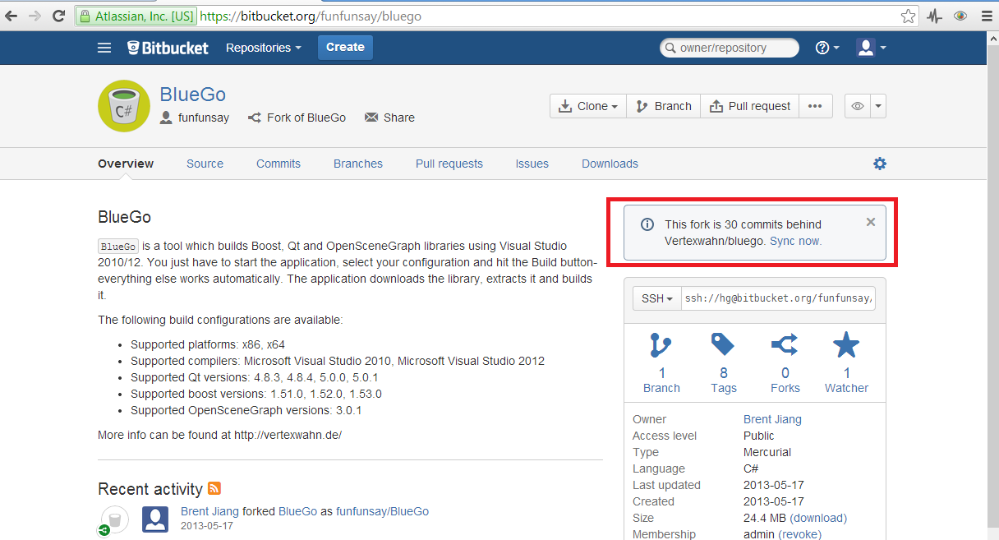 Atlassian, Inc. [US] https://bitbucket.org/funfunsay/bluego
Bitbucket Repositories Create owner/repository
C#
BlueGo
funfunsay Fork of BlueGo Share
Clone Branch Pull request
Overview Source Commits Branches Pull requests Issues Downloads
BlueGo
BlueGo is a tool which builds Boost, Qt and OpenSceneGraph libraries using Visual Studio
2010/12. You just have to start the application, select your configuration and hit the Build button-
everything else works automatically. The application downloads the library, extracts it and builds
it.
The following build configurations are available:
• Supported platforms: x86, x64
• Supported compilers: Microsoft Visual Studio 2010, Microsoft Visual Studio 2012
• Supported Qt versions: 4.8.3, 4.8.4, 5.0.0, 5.0.1
• Supported boost versions: 1.51.0, 1.52.0, 1.53.0
• Supported OpenSceneGraph versions: 3.0.1
More info can be found at http://vertexwahn.de/
Recent activity
Brent Jiang forked BlueGo as funfunsay/BlueGo
2013-05-17
This fork is 30 commits behind
Vertexwahn/bluego. Sync now.
SSH ssh://hg@bitbucket.org/funfunsay/
1 8 0 1
Branch Tags Forks Watcher
Owner Brent Jiang
Access level Public
Type Mercurial
Language C#
Last updated 2013-05-17
Created 2013-05-17
Size 24.4 MB (download)
Membership admin (revoke)